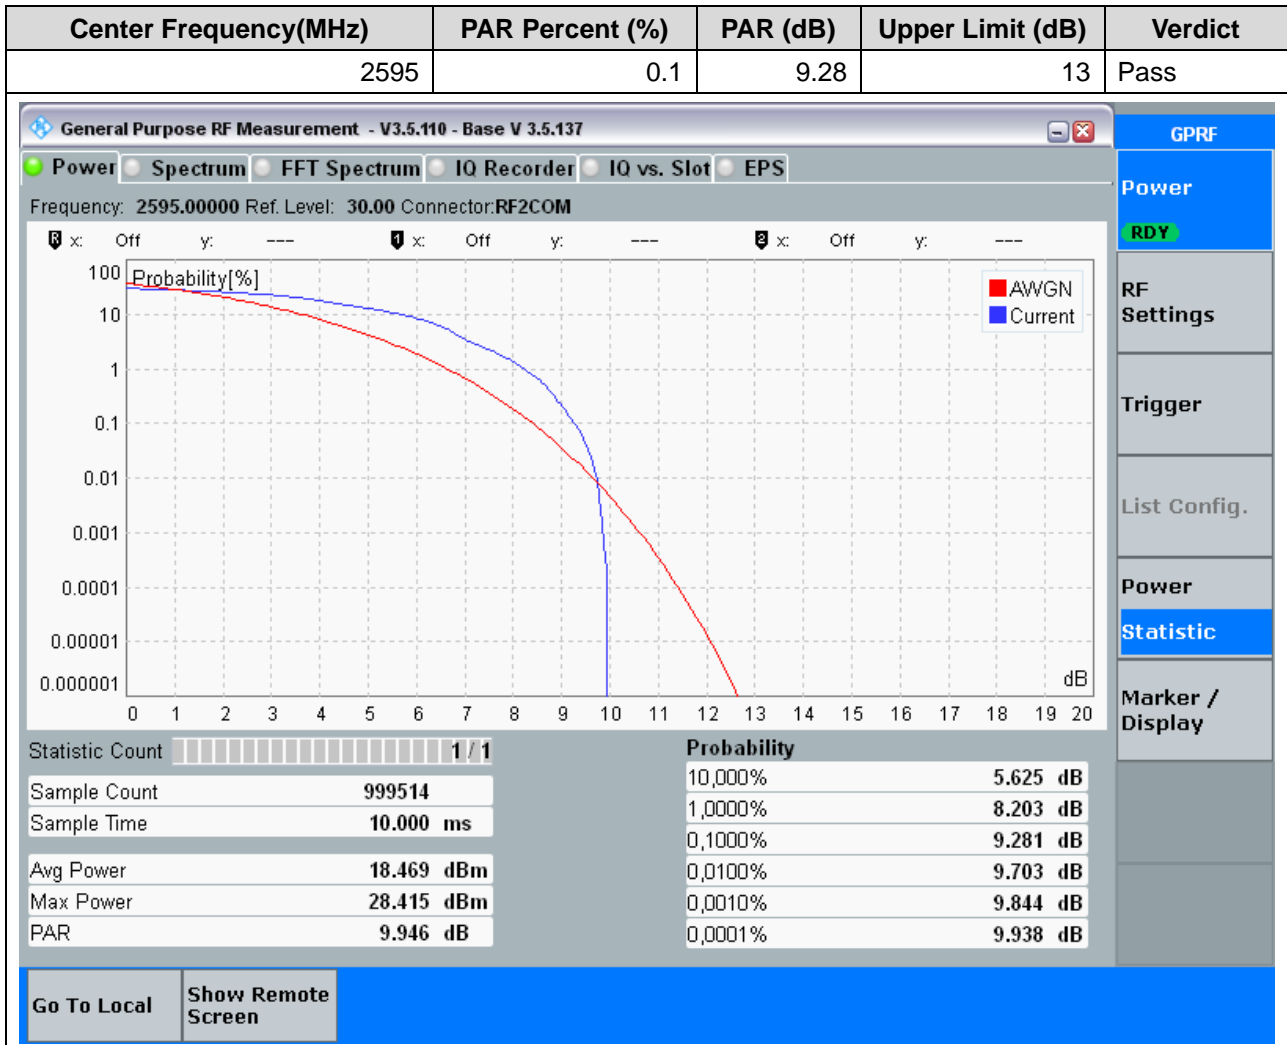 Center Frequency(MHz) PAR Percent (%) PAR (dB) Upper Limit (dB) Verdict
2595 0.1 9.28 13 Pass
General Purpose RF Measurement - V3.5.110 - Base V 3.5.137
GPRF
Power Spectrum FFT Spectrum IQ Recorder IQ vs. Slot EPS
Power
RDY
Frequency: 2595.00000 Ref. Level: 30.00 Connector:RF2COM
R x: Off y: --- 1 x: Off y: --- 2 x: Off y: ---
Probability[%]
AWGN
Current
100
10
1
0.1
0.01
0.001
0.0001
0.00001
0.000001
dB
0 1 2 3 4 5 6 7 8 9 10 11 12 13 14 15 16 17 18 19 20
RF
Settings
Trigger
List Config.
Power
Statistic
Marker /
Display
Statistic Count 1 / 1
Sample Count 999514
Sample Time 10.000 ms
Avg Power 18.469 dBm
Max Power 28.415 dBm
PAR 9.946 dB
Probability
10,000% 5.625 dB
1,0000% 8.203 dB
0,1000% 9.281 dB
0,0100% 9.703 dB
0,0010% 9.844 dB
0,0001% 9.938 dB
Go To Local
Show Remote
Screen